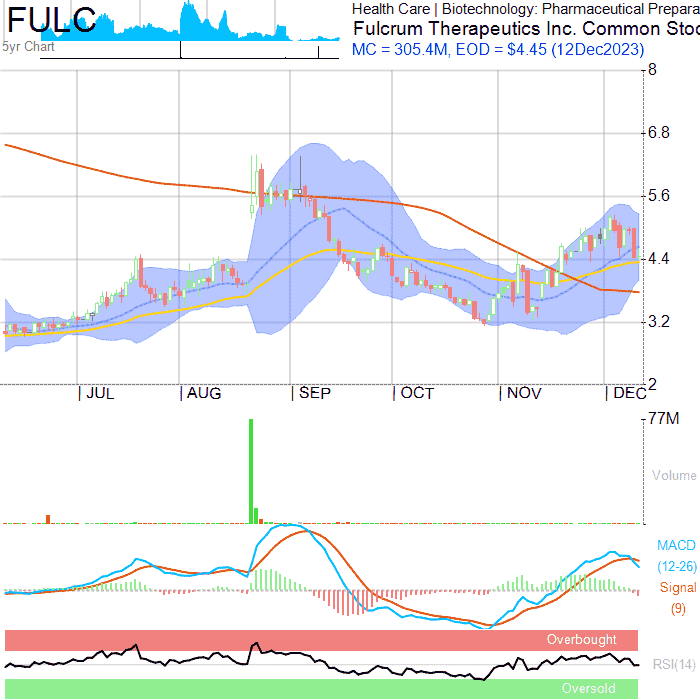 FULC
5yr Chart
Health Care | Biotechnology: Pharmaceutical Prepara
Fulcrum Therapeutics Inc. Common Stoc
MC = 305.4M, EOD = $4.45 (12Dec2023)
8
6.8
5.6
4.4
3.2
2
| JUL | AUG | SEP | OCT | NOV | DEC
77M
Volume
MACD
(12-26)
Signal
(9)
Overbought
RSI(14)
Oversold